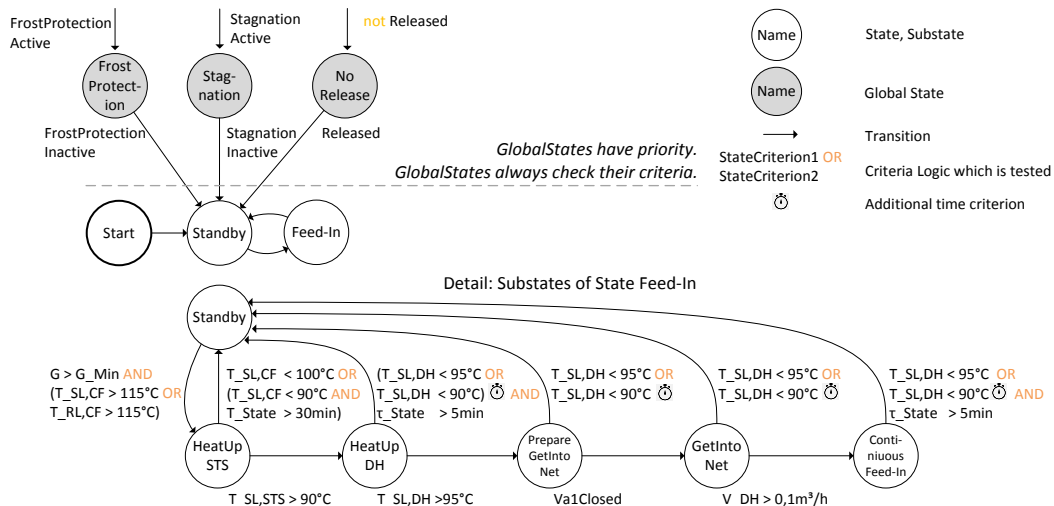 FrostProtection
Active
Stagnation
Active
not Released
Frost
Protect-
ion
Stag-
nation
No
Release
FrostProtection
Inactive
Stagnation
Inactive
Released
GlobalStates have priority.
GlobalStates always check their criteria.
Name
State, Substate
Name
Global State
Transition
StateCriterion1 OR
StateCriterion2
Criteria Logic which is tested
Additional time criterion
Start
Standby
Feed-In
Detail: Substates of State Feed-In
Standby
G > G_Min AND
(T_SL,CF > 115°C OR
T_RL,CF > 115°C)
T_SL,CF < 100°C OR
(T_SL,CF < 90°C AND
T_State > 30min)
(T_SL,DH < 95°C OR
T_SL,DH < 90°C) AND
τ_State > 5min
T_SL,DH < 95°C OR
T_SL,DH < 90°C
T_SL,DH < 95°C OR
T_SL,DH < 90°C
T_SL,DH < 95°C OR
T_SL,DH < 90°C AND
τ_State > 5min
HeatUp
STS
HeatUp
DH
Prepare
GetInto
Net
GetInto
Net
Conti-
niuous
Feed-In
T SL,STS > 90°C
T SL,DH >95°C
Va1Closed
V DH > 0,1m³/h